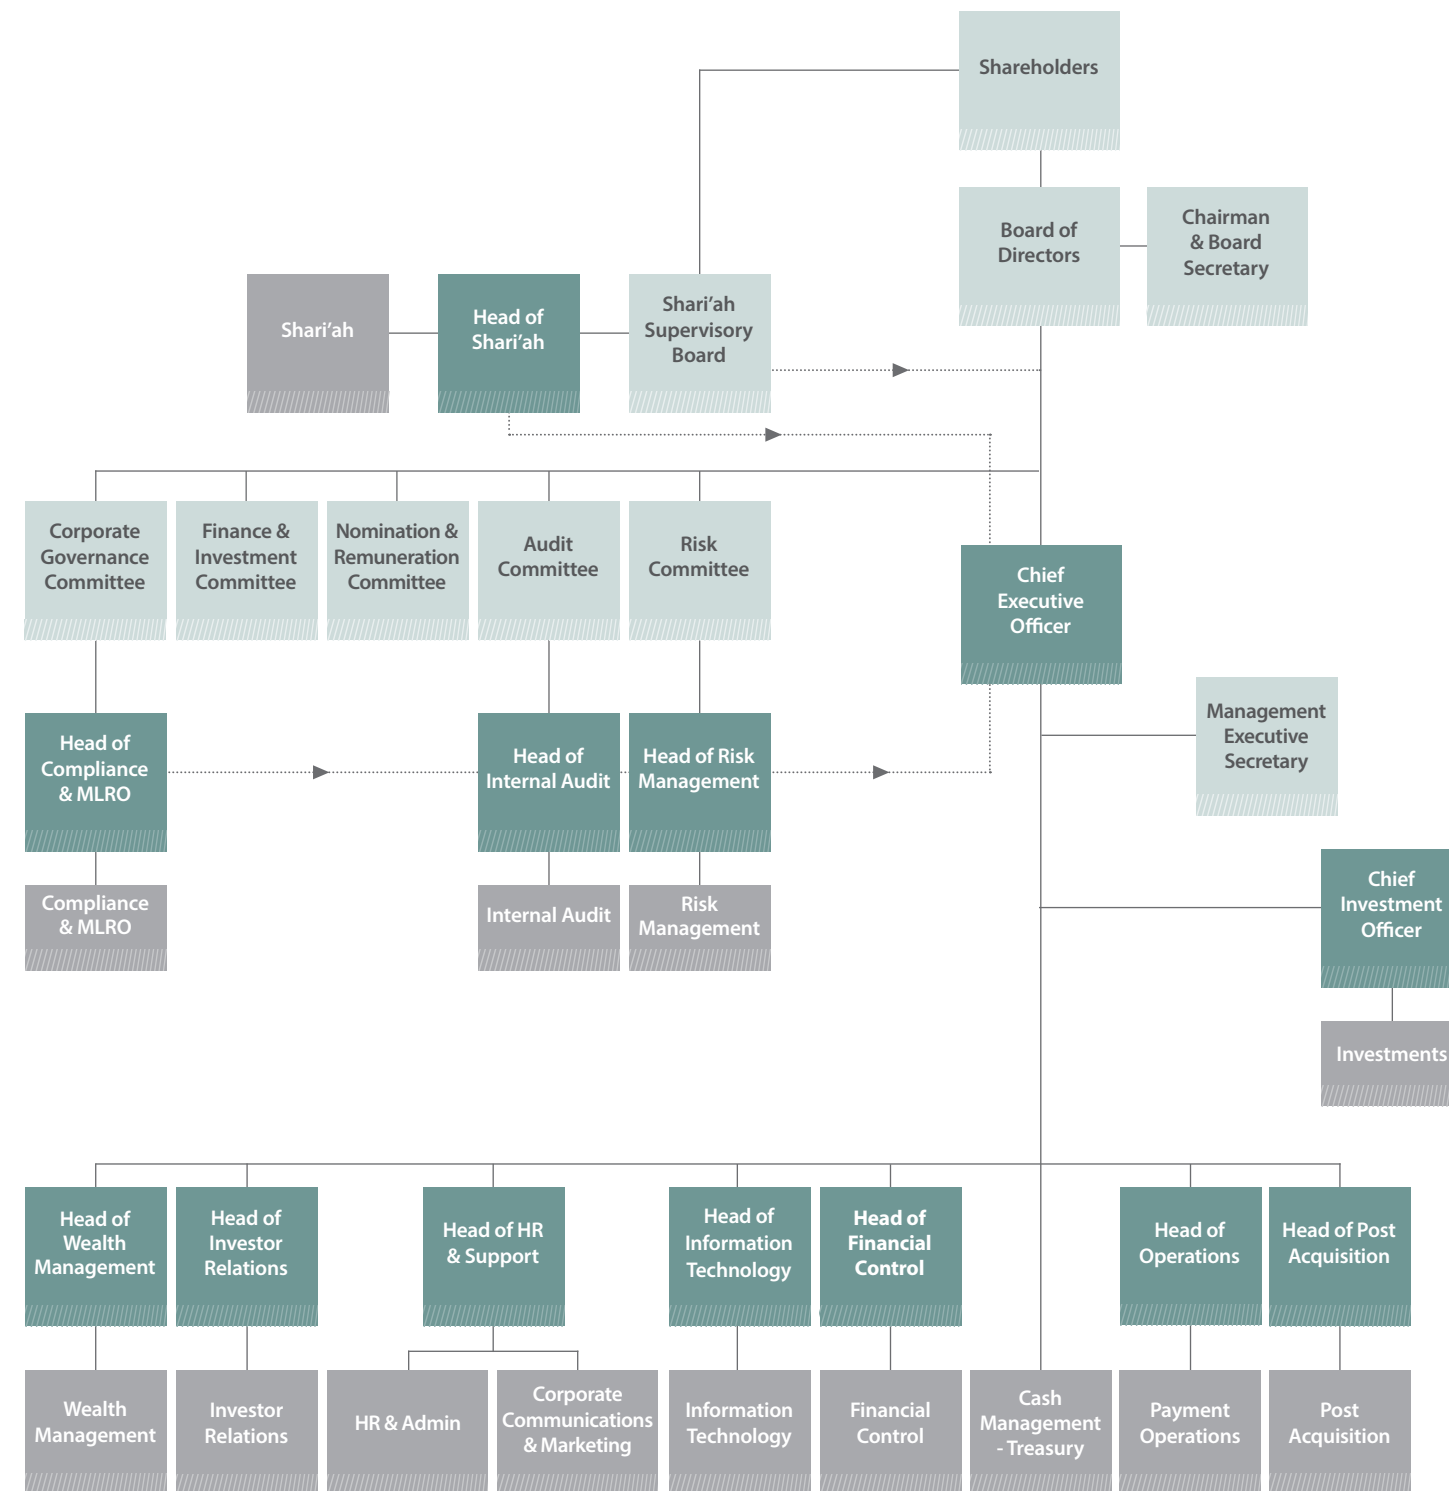 Shareholders
Board of
Directors
Chairman
& Board
Secretary
Shari’ah
Head of
Shari’ah
Shari’ah
Supervisory
Board
Corporate
Governance
Committee
Finance &
Investment
Committee
Nomination &
Remuneration
Committee
Audit
Committee
Risk
Committee
Chief
Executive
Officer
Management
Executive
Secretary
Head of
Compliance
& MLRO
Head of
Internal Audit
Head of Risk
Management
Compliance
& MLRO
Internal Audit
Risk
Management
Chief
Investment
Officer
Investments
Head of
Wealth
Management
Head of
Investor
Relations
Head of HR
& Support
Head of
Information
Technology
Head of
Financial
Control
Head of
Operations
Head of Post
Acquisition
Wealth
Management
Investor
Relations
HR & Admin
Corporate
Communications
& Marketing
Information
Technology
Financial
Control
Cash
Management
- Treasury
Payment
Operations
Post
Acquisition